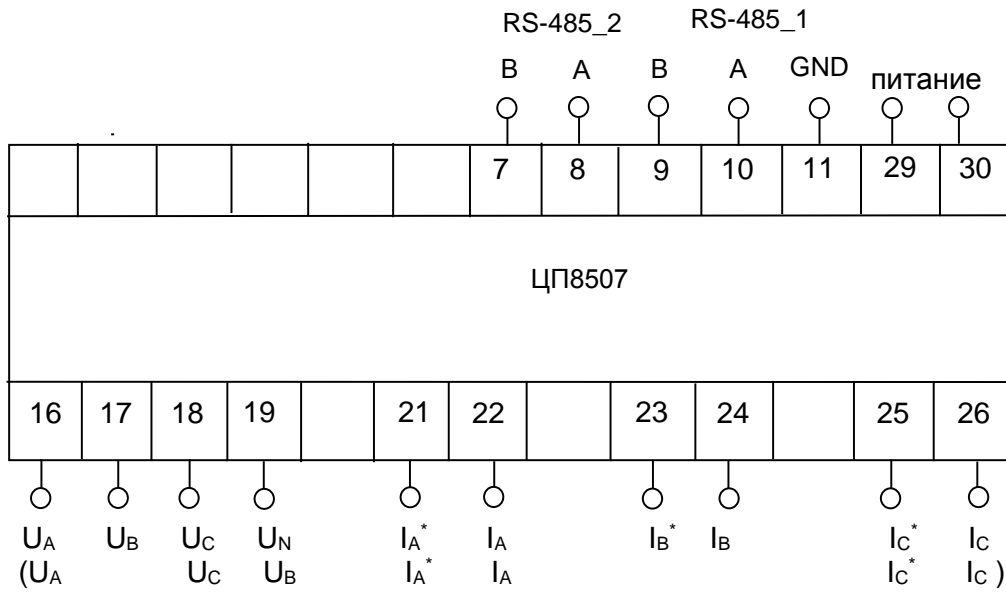 RS-485_2 RS-485_1
B A B A GND питание
7 8 9 10 11 29 30
ЦП8507
16 17 18 19 21 22 23 24 25 26
UA UB UC UN IA* IA IB* IB IC* IC
(UA UC UB IA* IA IC* IC )